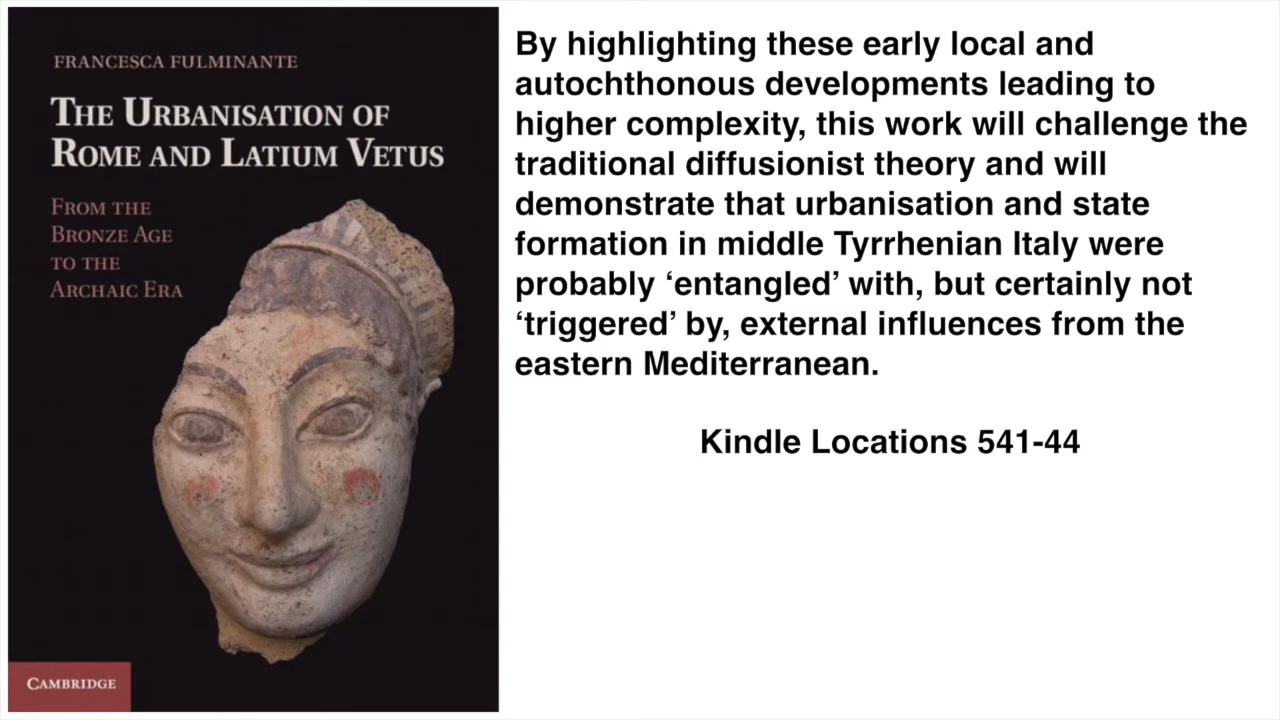 FRANCESCA FULMINANTE
THE URBANISATION OF
ROME AND LATIUM VETUS
FROM THE
BRONZE AGE
TO THE
ARCHAIC ERA
CAMBRIDGE
By highlighting these early local and
autochthonous developments leading to
higher complexity, this work will challenge the
traditional diffusionist theory and will
demonstrate that urbanisation and state
formation in middle Tyrrhenian Italy were
probably ‘entangled’ with, but certainly not
‘triggered’ by, external influences from the
eastern Mediterranean.
Kindle Locations 541-44